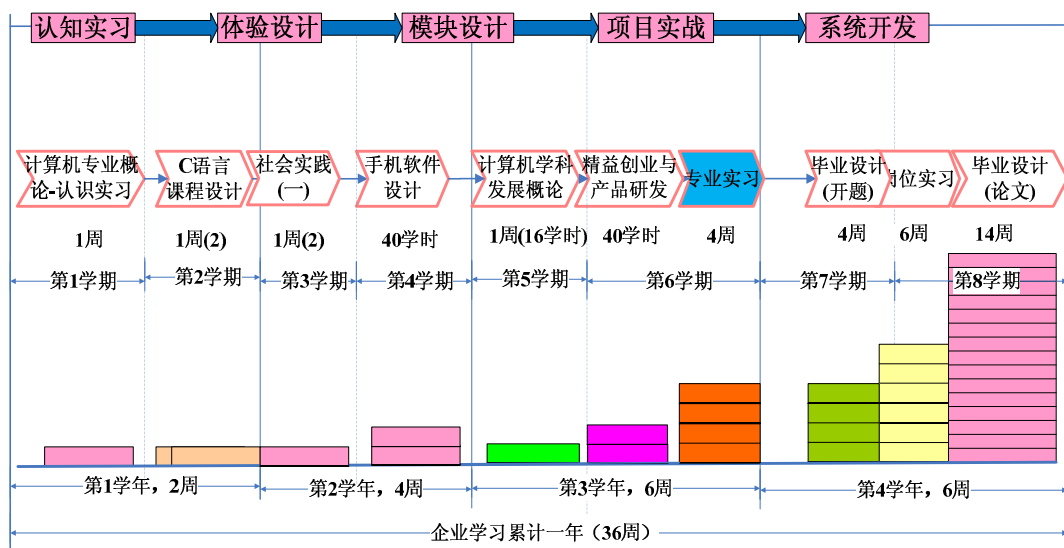 认知实习
体验设计
模块设计
项目实战
系统开发
计算机专业概
论-认识实习
C语言
课程设计
社会实践
(一)
手机软件
设计
计算机学科
发展概论
精益创业与
产品研发
专业实习
毕业设计
(开题)
岗位实习
毕业设计
(论文)
1周
1周(2)
1周(2)
40学时
1周(16学时)
40学时
4周
4周
6周
14周
第1学期
第2学期
第3学期
第4学期
第5学期
第6学期
第7学期
第8学期
第1学年，2周
第2学年，4周
第3学年，6周
第4学年，6周
企业学习累计一年（36周）